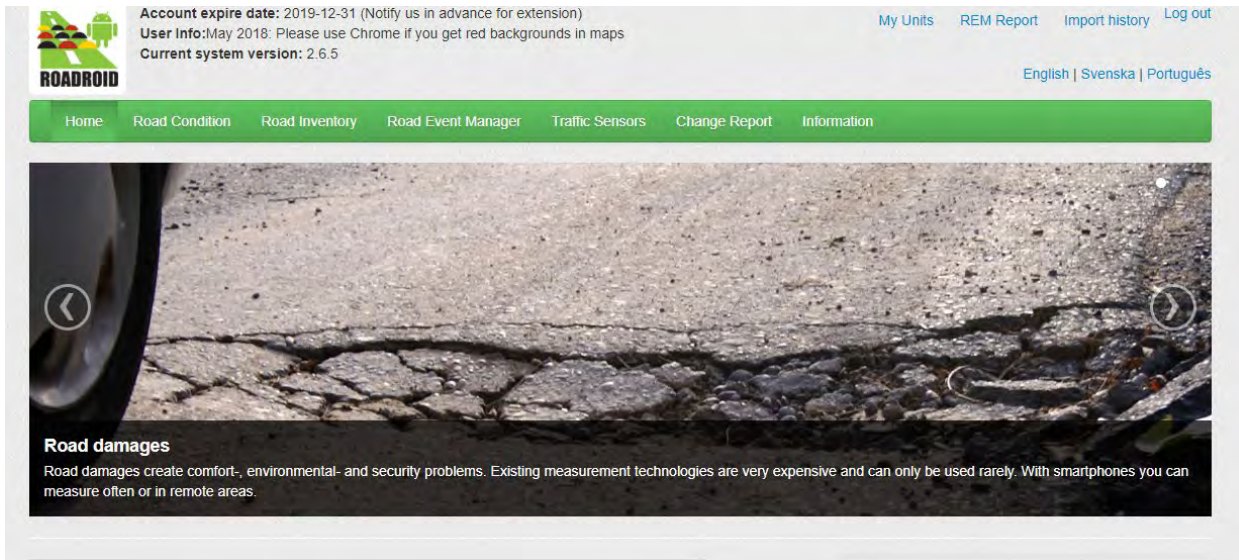 Account expire date: 2019-12-31 (Notify us in advance for extension)
User Info:May 2018: Please use Chrome if you get red backgrounds in maps
Current system version: 2.6.5
ROADROID
My Units REM Report Import history Log out
English | Svenska | Português
Home Road Condition Road Inventory Road Event Manager Traffic Sensors Change Report Information
Road damages
Road damages create comfort-, environmental- and security problems. Existing measurement technologies are very expensive and can only be used rarely. With smartphones you can
measure often or in remote areas.